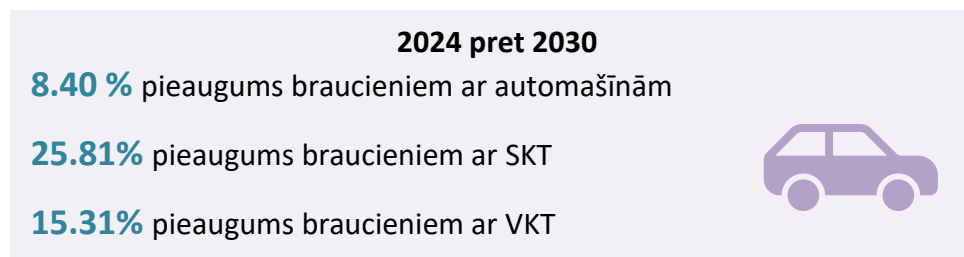 2024 pret 2030
8.40 % pieaugums braucieniem ar automašīnām
25.81% pieaugums braucieniem ar SKT
15.31% pieaugums braucieniem ar VKT